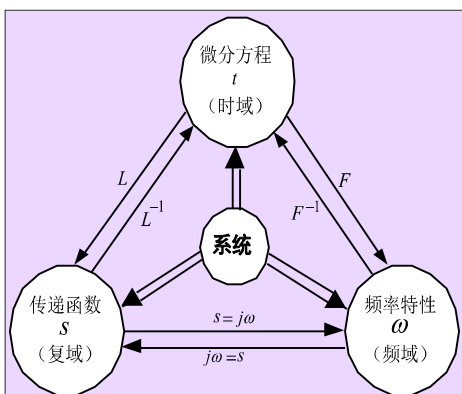 微分方程
t
(时域)
L
L⁻¹
F
F⁻¹
系统
传递函数
s
(复域)
s = jω
jω = s
频率特性
ω
(频域)